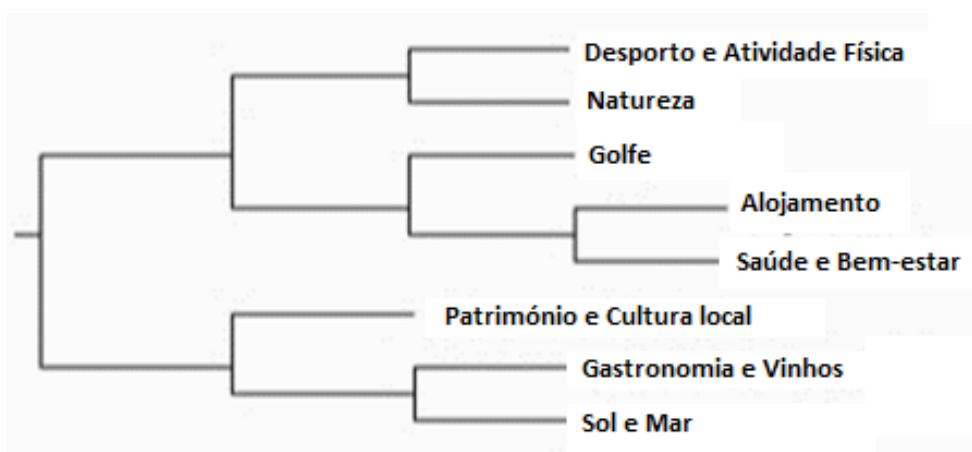 Desporto e Atividade Física
Natureza
Golfe
Alojamento
Saúde e Bem-estar
Património e Cultura local
Gastronomia e Vinhos
Sol e Mar